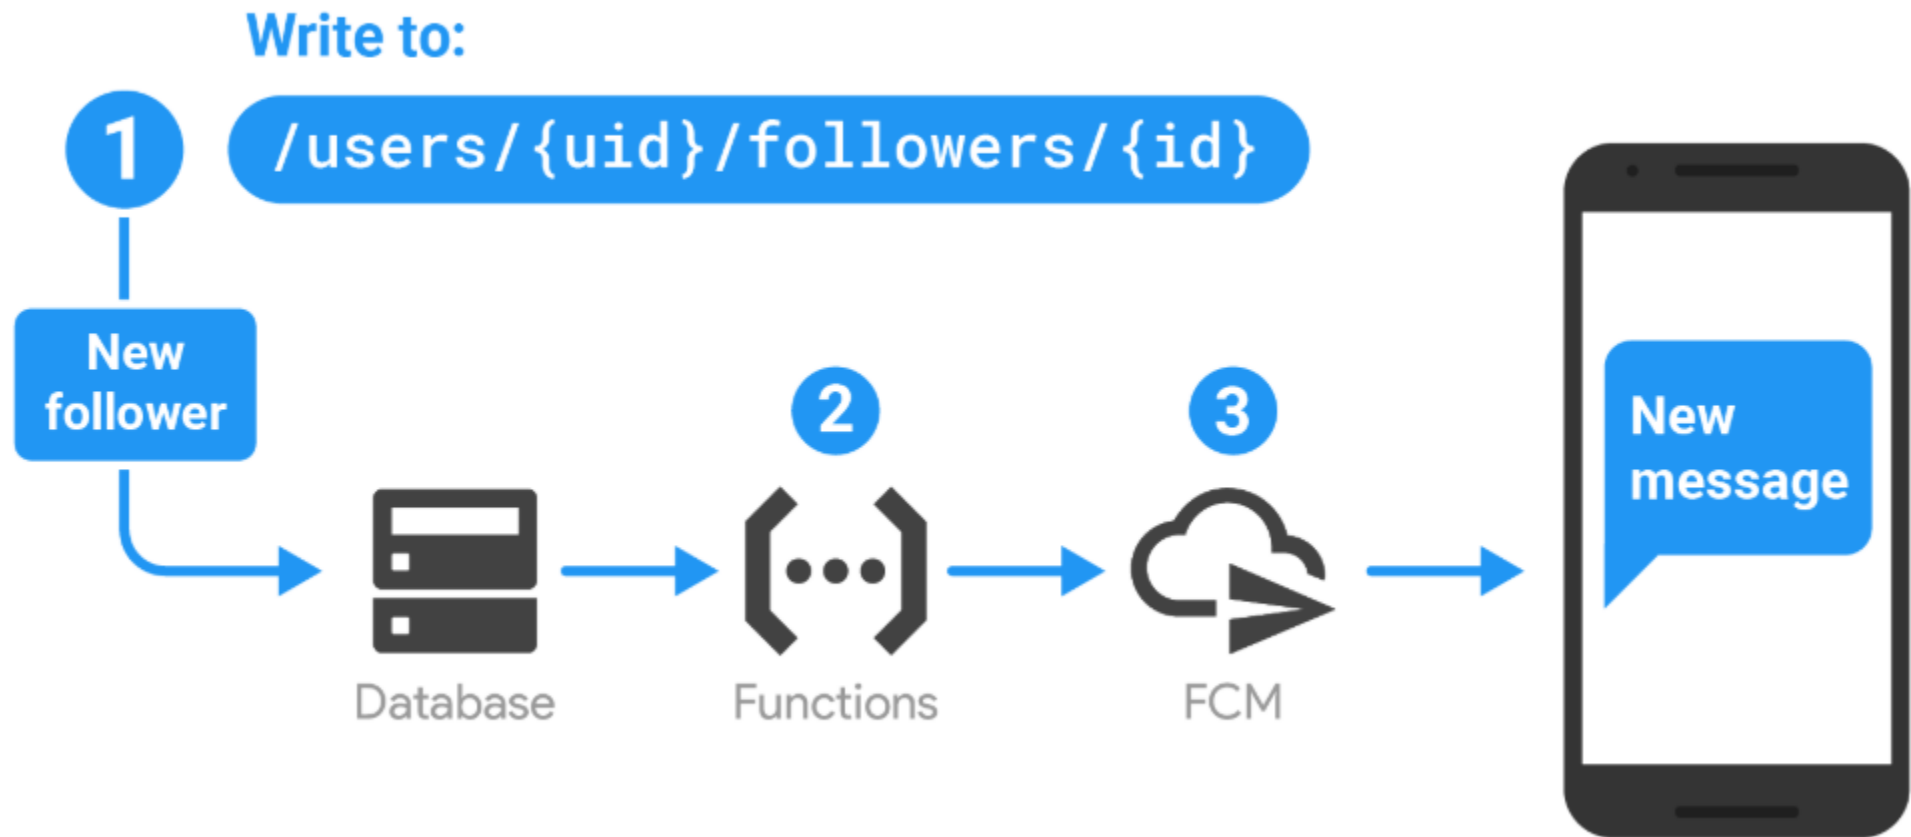 Write to:
1
/users/{uid}/followers/{id}
New
follower
2
3
New
message
Database
Functions
FCM